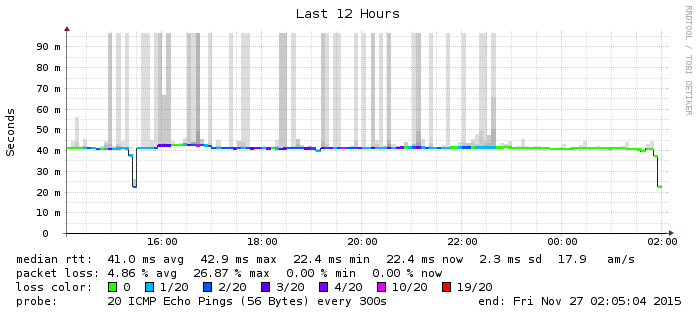 Last 12 Hours
RRDTOOL / TOBI OETIKER
Seconds
90 m
80 m
70 m
60 m
50 m
40 m
30 m
20 m
10 m
0
16:00 18:00 20:00 22:00 00:00 02:00
median rtt: 41.0 ms avg 42.9 ms max 22.4 ms min 22.4 ms now 2.3 ms sd 17.9 am/s
packet loss: 4.86 % avg 26.87 % max 0.00 % min 0.00 % now
loss color: 0 1/20 2/20 3/20 4/20 10/20 19/20
probe: 20 ICMP Echo Pings (56 Bytes) every 300s end: Fri Nov 27 02:05:04 2015